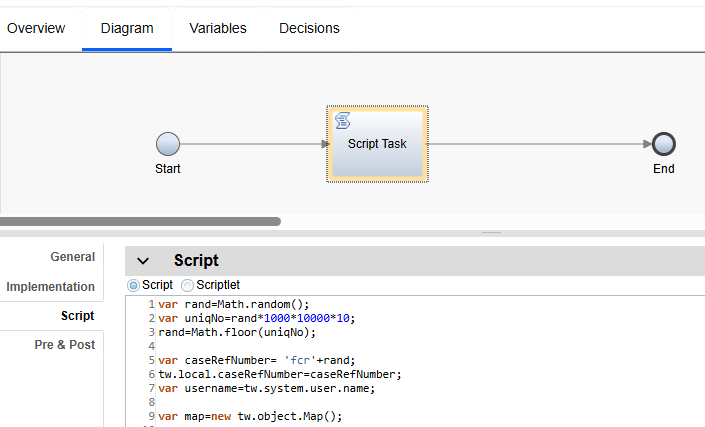 Overview Diagram Variables Decisions
Script Task
Start End
General
Script
Implementation
Script Scriptlet
Script
Pre & Post
1 var rand=Math.random();
2 var uniqNo=rand*1000*10000*10;
3 rand=Math.floor(uniqNo);
4
5 var caseRefNumber= 'fcr'+rand;
6 tw.local.caseRefNumber=caseRefNumber;
7 var username=tw.system.user.name;
8
9 var map=new tw.object.Map();